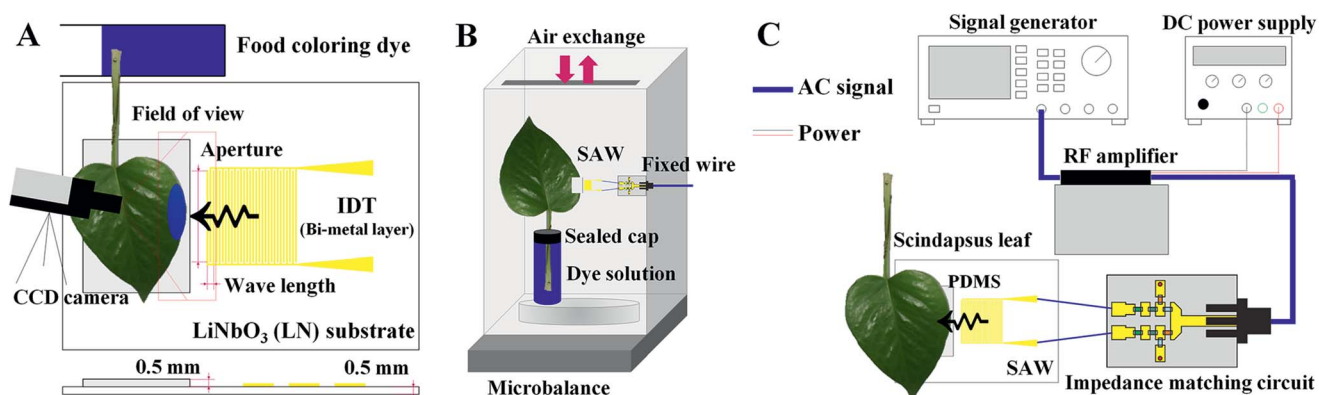 A
Food coloring dye
Field of view
Aperture
IDT
(Bi-metal layer)
CCD camera
Wave length
LiNbO₃ (LN) substrate
0.5 mm
0.5 mm
B
Air exchange
SAW
Fixed wire
Sealed cap
Dye solution
Microbalance
C
Signal generator
DC power supply
AC signal
Power
RF amplifier
Scindapsus leaf
PDMS
SAW
Impedance matching circuit